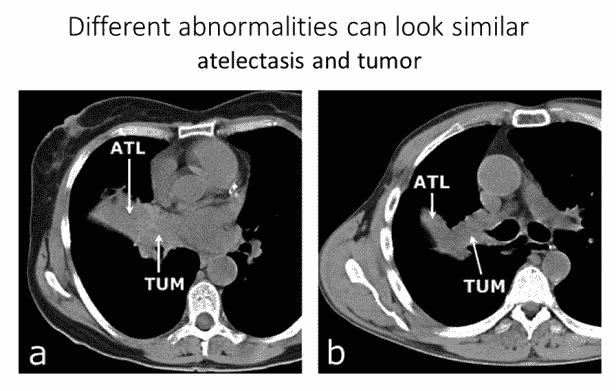 Different abnormalities can look similar
atelectasis and tumor
ATL
TUM
a
ATL
TUM
b